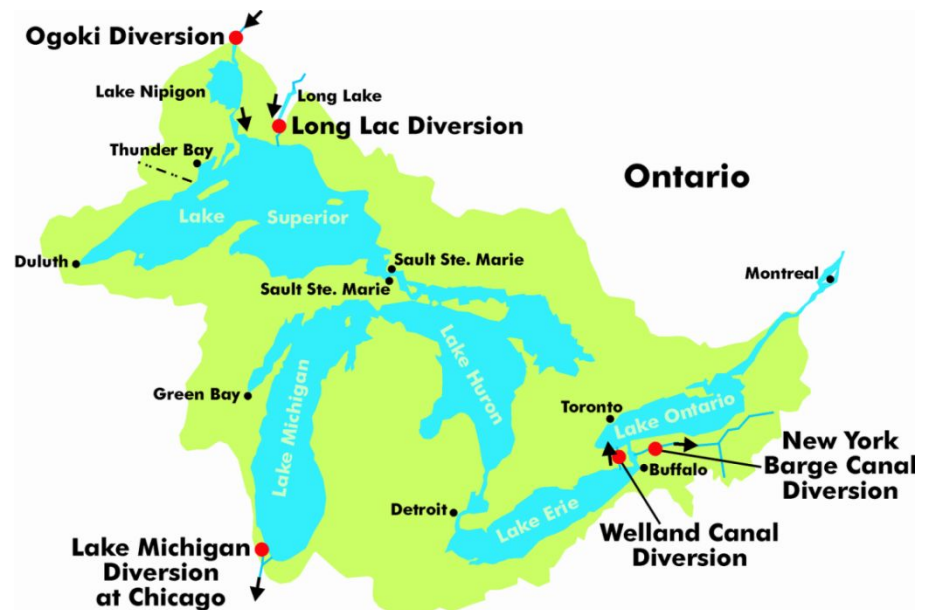 Ogoki Diversion
Lake Nipigon
Long Lake
Long Lac Diversion
Thunder Bay
Ontario
Lake Superior
Duluth
Sault Ste. Marie
Sault Ste. Marie
Montreal
Lake Michigan
Lake Huron
Green Bay
Toronto
Lake Ontario
New York
Barge Canal
Diversion
Buffalo
Detroit
Lake Erie
Welland Canal
Diversion
Lake Michigan
Diversion
at Chicago